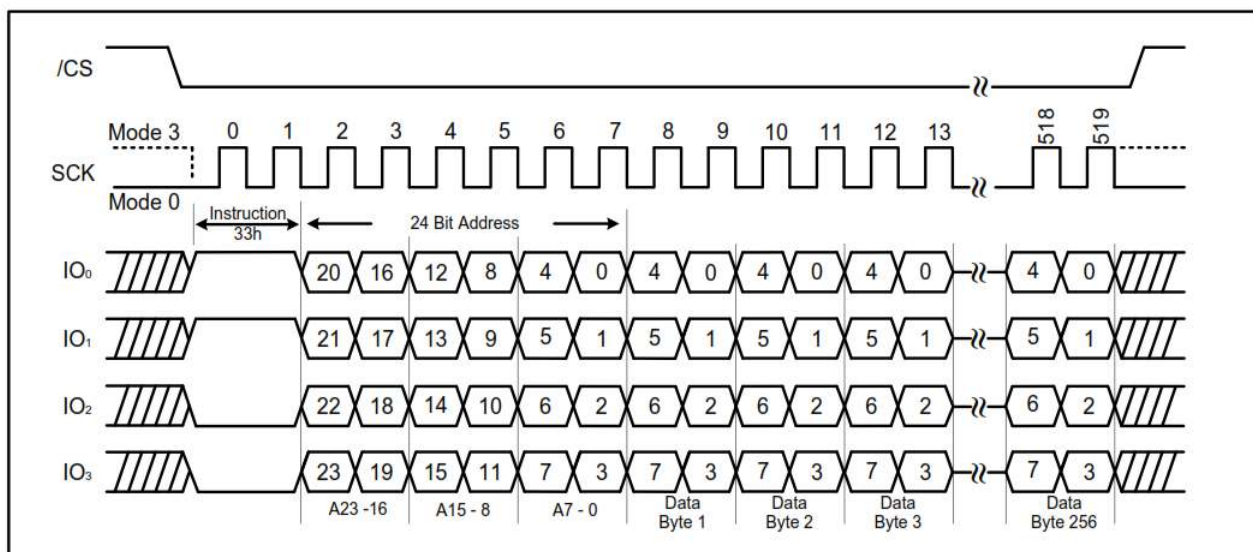 /CS
Mode 3 0 1 2 3 4 5 6 7 8 9 10 11 12 13 518 519
SCK
Mode 0
Instruction
33h
24 Bit Address
IO₀ 20 16 12 8 4 0 4 0 4 0 4 0 4 0
IO₁ 21 17 13 9 5 1 5 1 5 1 5 1 5 1
IO₂ 22 18 14 10 6 2 6 2 6 2 6 2 6 2
IO₃ 23 19 15 11 7 3 7 3 7 3 7 3 7 3
A23 -16 A15 - 8 A7 - 0 Data Data Data Data
Byte 1 Byte 2 Byte 3 Byte 256